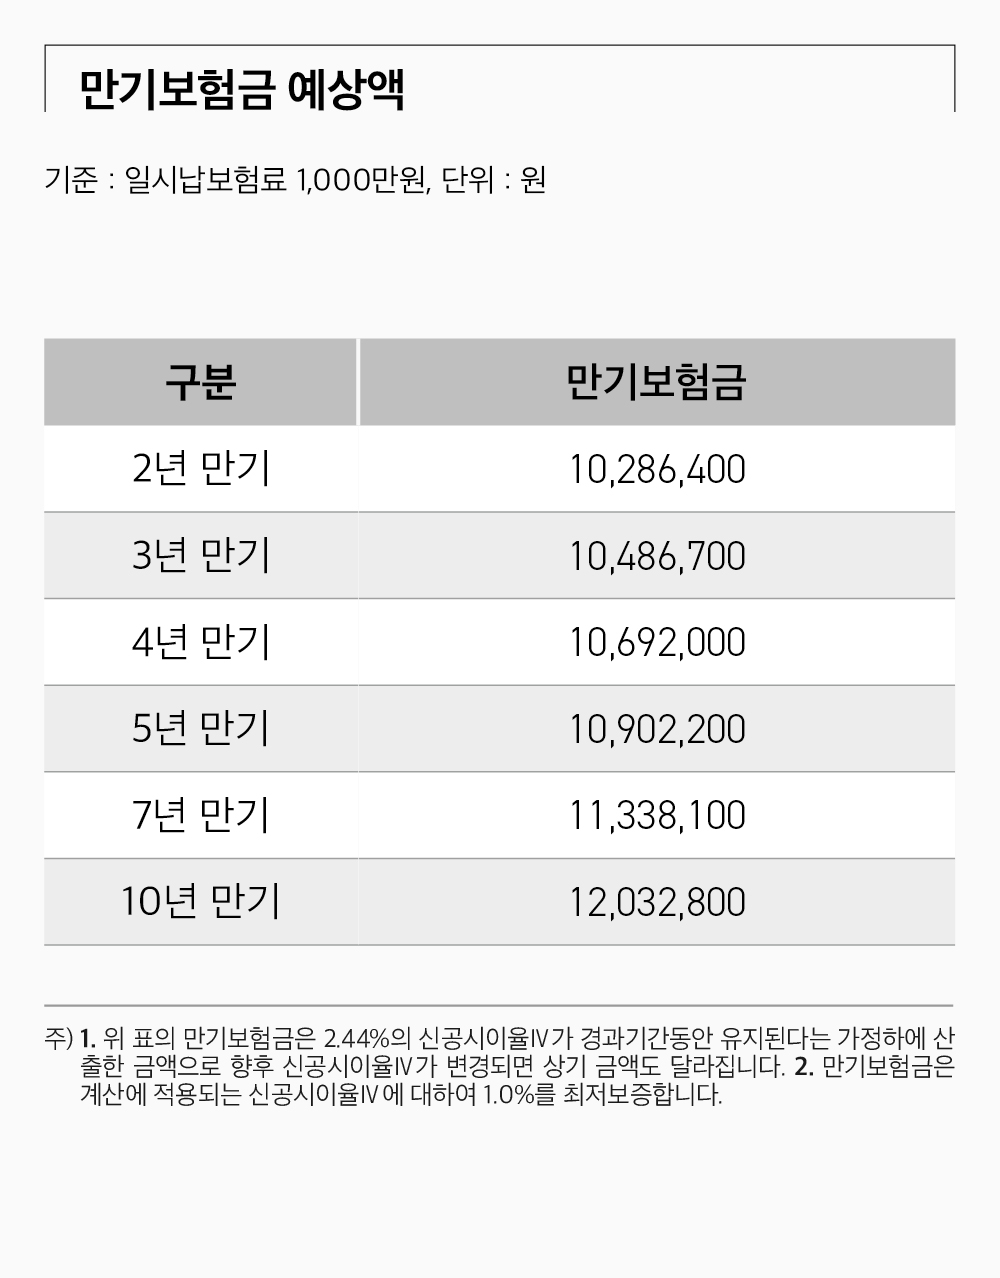 만기보험금 예상액
기준 : 일시납보험료 1,000만원, 단위 : 원
구분 만기보험금
2년 만기 10,286,400
3년 만기 10,486,700
4년 만기 10,692,000
5년 만기 10,902,200
7년 만기 11,338,100
10년 만기 12,032,800
주) 1. 위 표의 만기보험금은 2.44%의 신공시이율Ⅳ가 경과기간동안 유지된다는 가정하에 산
출한 금액으로 향후 신공시이율Ⅳ가 변경되면 상기 금액도 달라집니다. 2. 만기보험금은
계산에 적용되는 신공시이율Ⅳ에 대하여 1.0%를 최저보증합니다.